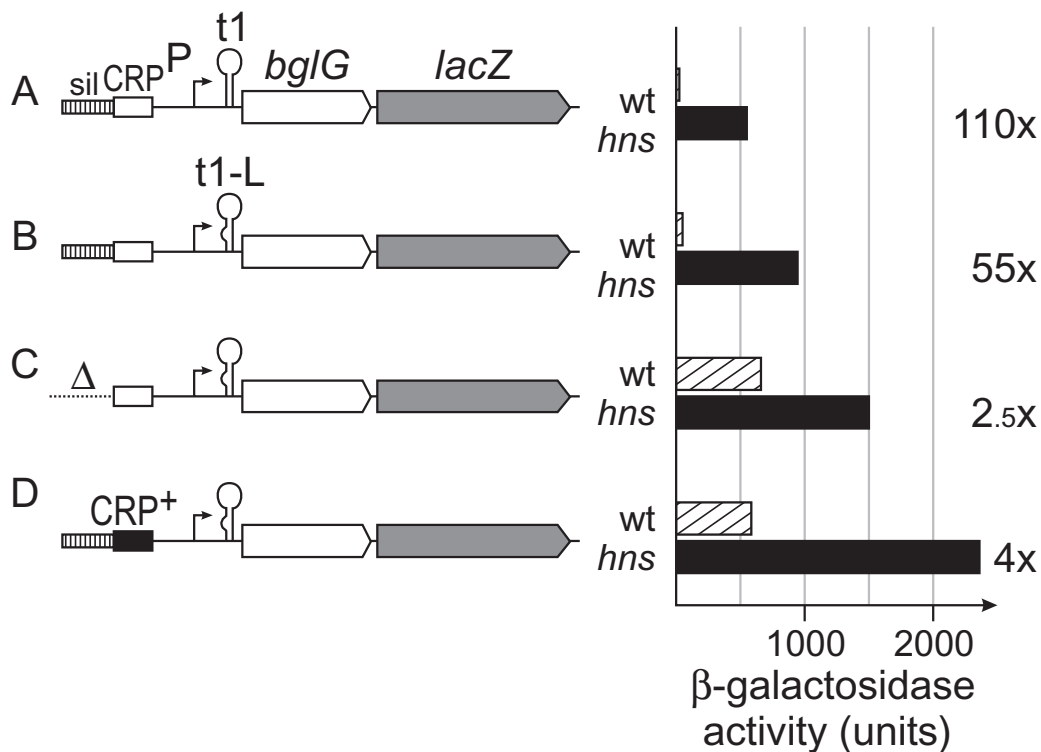 t1
P
sil CRP bglG lacZ
A
wt
hns
110x
t1-L
B
wt
hns
55x
Δ
C
wt
hns
2.5x
D
CRP+
wt
hns
4x
1000 2000
β-galactosidase
activity (units)